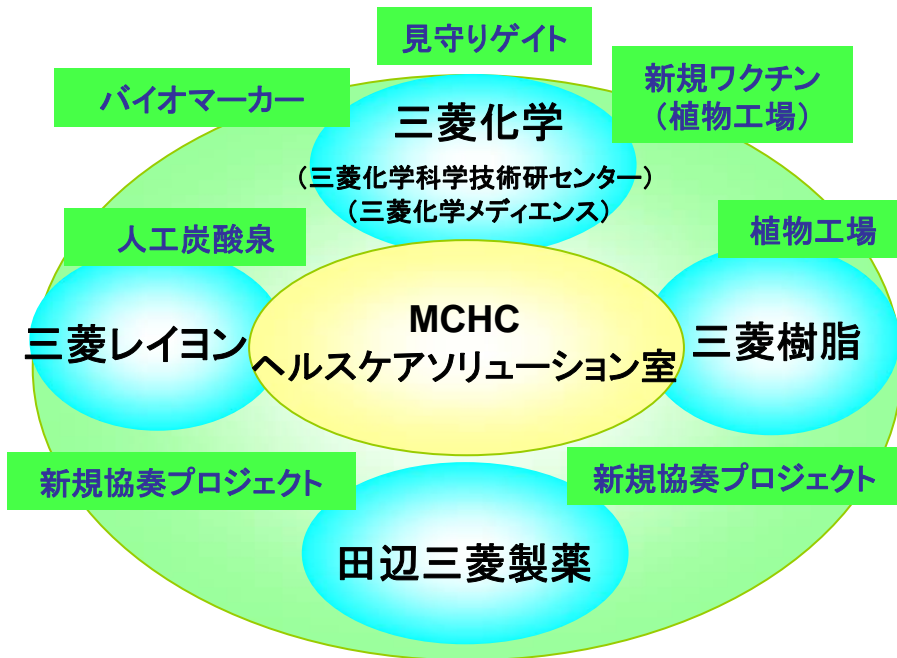 見守りゲイト
バイオマーカー
新規ワクチン
（植物工場）
三菱化学
（三菱化学科学技術研センター）
（三菱化学メディエンス）
人工炭酸泉
植物工場
三菱レイヨン
MCHC
ヘルスケアソリューション室
三菱樹脂
新規協奏プロジェクト
新規協奏プロジェクト
田辺三菱製薬